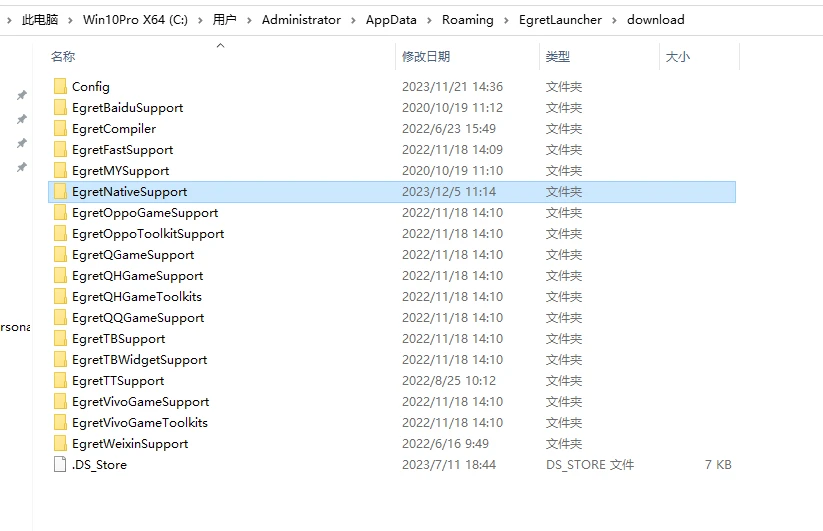 此电脑 › Win10Pro X64 (C:) › 用户 › Administrator › AppData › Roaming › EgretLauncher › download
名称 修改日期 类型 大小
Config 2023/11/21 14:36 文件夹
EgretBaiduSupport 2020/10/19 11:12 文件夹
EgretCompiler 2022/6/23 15:49 文件夹
EgretFastSupport 2022/11/18 14:09 文件夹
EgretMYSupport 2020/10/19 11:10 文件夹
EgretNativeSupport 2023/12/5 11:14 文件夹
EgretOppoGameSupport 2022/11/18 14:10 文件夹
EgretOppoToolkitSupport 2022/11/18 14:10 文件夹
EgretQGameSupport 2022/11/18 14:10 文件夹
EgretQHGameSupport 2022/11/18 14:10 文件夹
EgretQHGameToolkits 2022/11/18 14:10 文件夹
EgretQQGameSupport 2022/11/18 14:10 文件夹
rsona
EgretTBSupport 2022/11/18 14:10 文件夹
EgretTBWidgetSupport 2022/11/18 14:10 文件夹
EgretTTSupport 2022/8/25 10:12 文件夹
EgretVivoGameSupport 2022/11/18 14:10 文件夹
EgretVivoGameToolkits 2022/11/18 14:10 文件夹
EgretWeixinSupport 2022/6/16 9:49 文件夹
.DS_Store 2023/7/11 18:44 DS_STORE 文件 7 KB